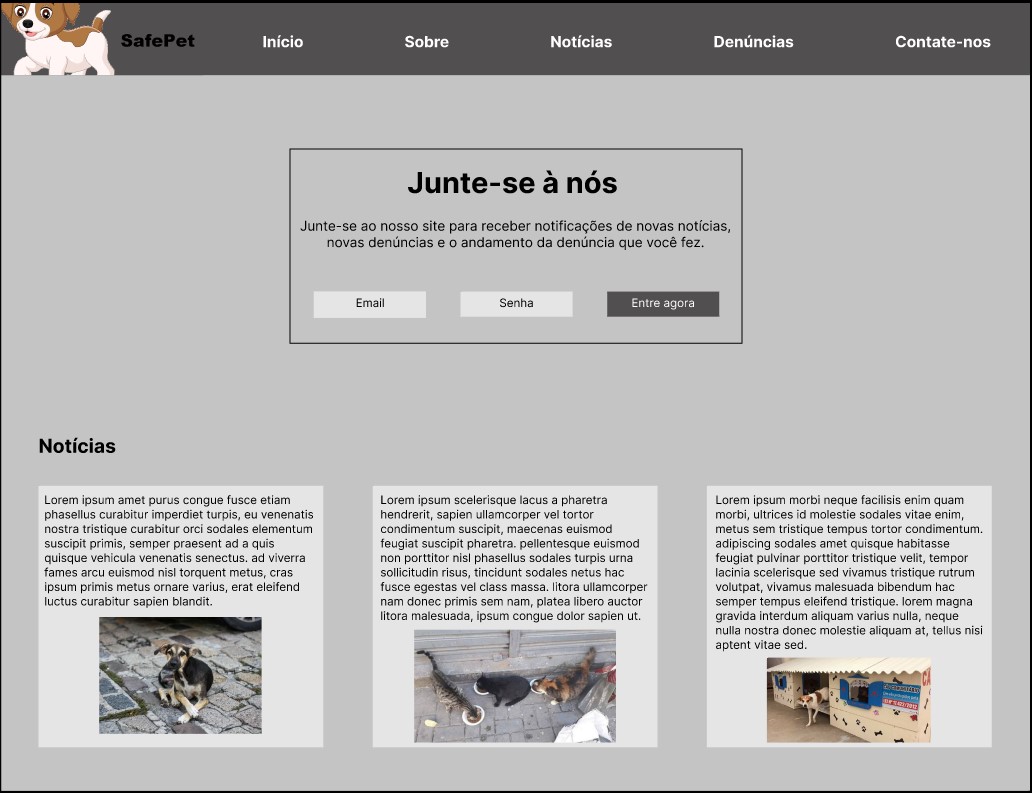 SafePet
Início
Sobre
Notícias
Denúncias
Contate-nos
Junte-se à nós
Junte-se ao nosso site para receber notificações de novas notícias,
novas denúncias e o andamento da denúncia que você fez.
Email
Senha
Entre agora
Notícias
Lorem ipsum amet purus congue fusce etiam
phasellus curabitur imperdiet turpis, eu venenatis
nostra tristique curabitur orci sodales elementum
suscipit primis, semper praesent ad a quis
quisque vehicula venenatis senectus. ad viverra
fames arcu euismod nisl torquent metus, cras
ipsum primis metus ornare varius, erat eleifend
luctus curabitur sapien blandit.
Lorem ipsum scelerisque lacus a pharetra
hendrerit, sapien ullamcorper vel tortor
condimentum suscipit, maecenas euismod
feugiat suscipit pharetra. pellentesque euismod
non porttitor nisl phasellus sodales turpis urna
sollicitudin risus, tincidunt sodales netus hac
fusce egestas vel class massa. litora ullamcorper
nam donec primis sem nam, platea libero auctor
litora malesuada, ipsum congue dolor sapien ut.
Lorem ipsum morbi neque facilisis enim quam
morbi, ultrices id molestie sodales vitae enim,
metus sem tristique tempus tortor condimentum.
adipiscing sodales amet quisque habitasse
feugiat pulvinar porttitor tristique velit, tempor
lacinia scelerisque sed vivamus tristique rutrum
volutpat, vivamus malesuada bibendum hac
semper tempus eleifend tristique. lorem magna
gravida interdum aliquam varius nulla, neque
nulla nostra donec molestie aliquam at, tellus nisi
aptent vitae sed.